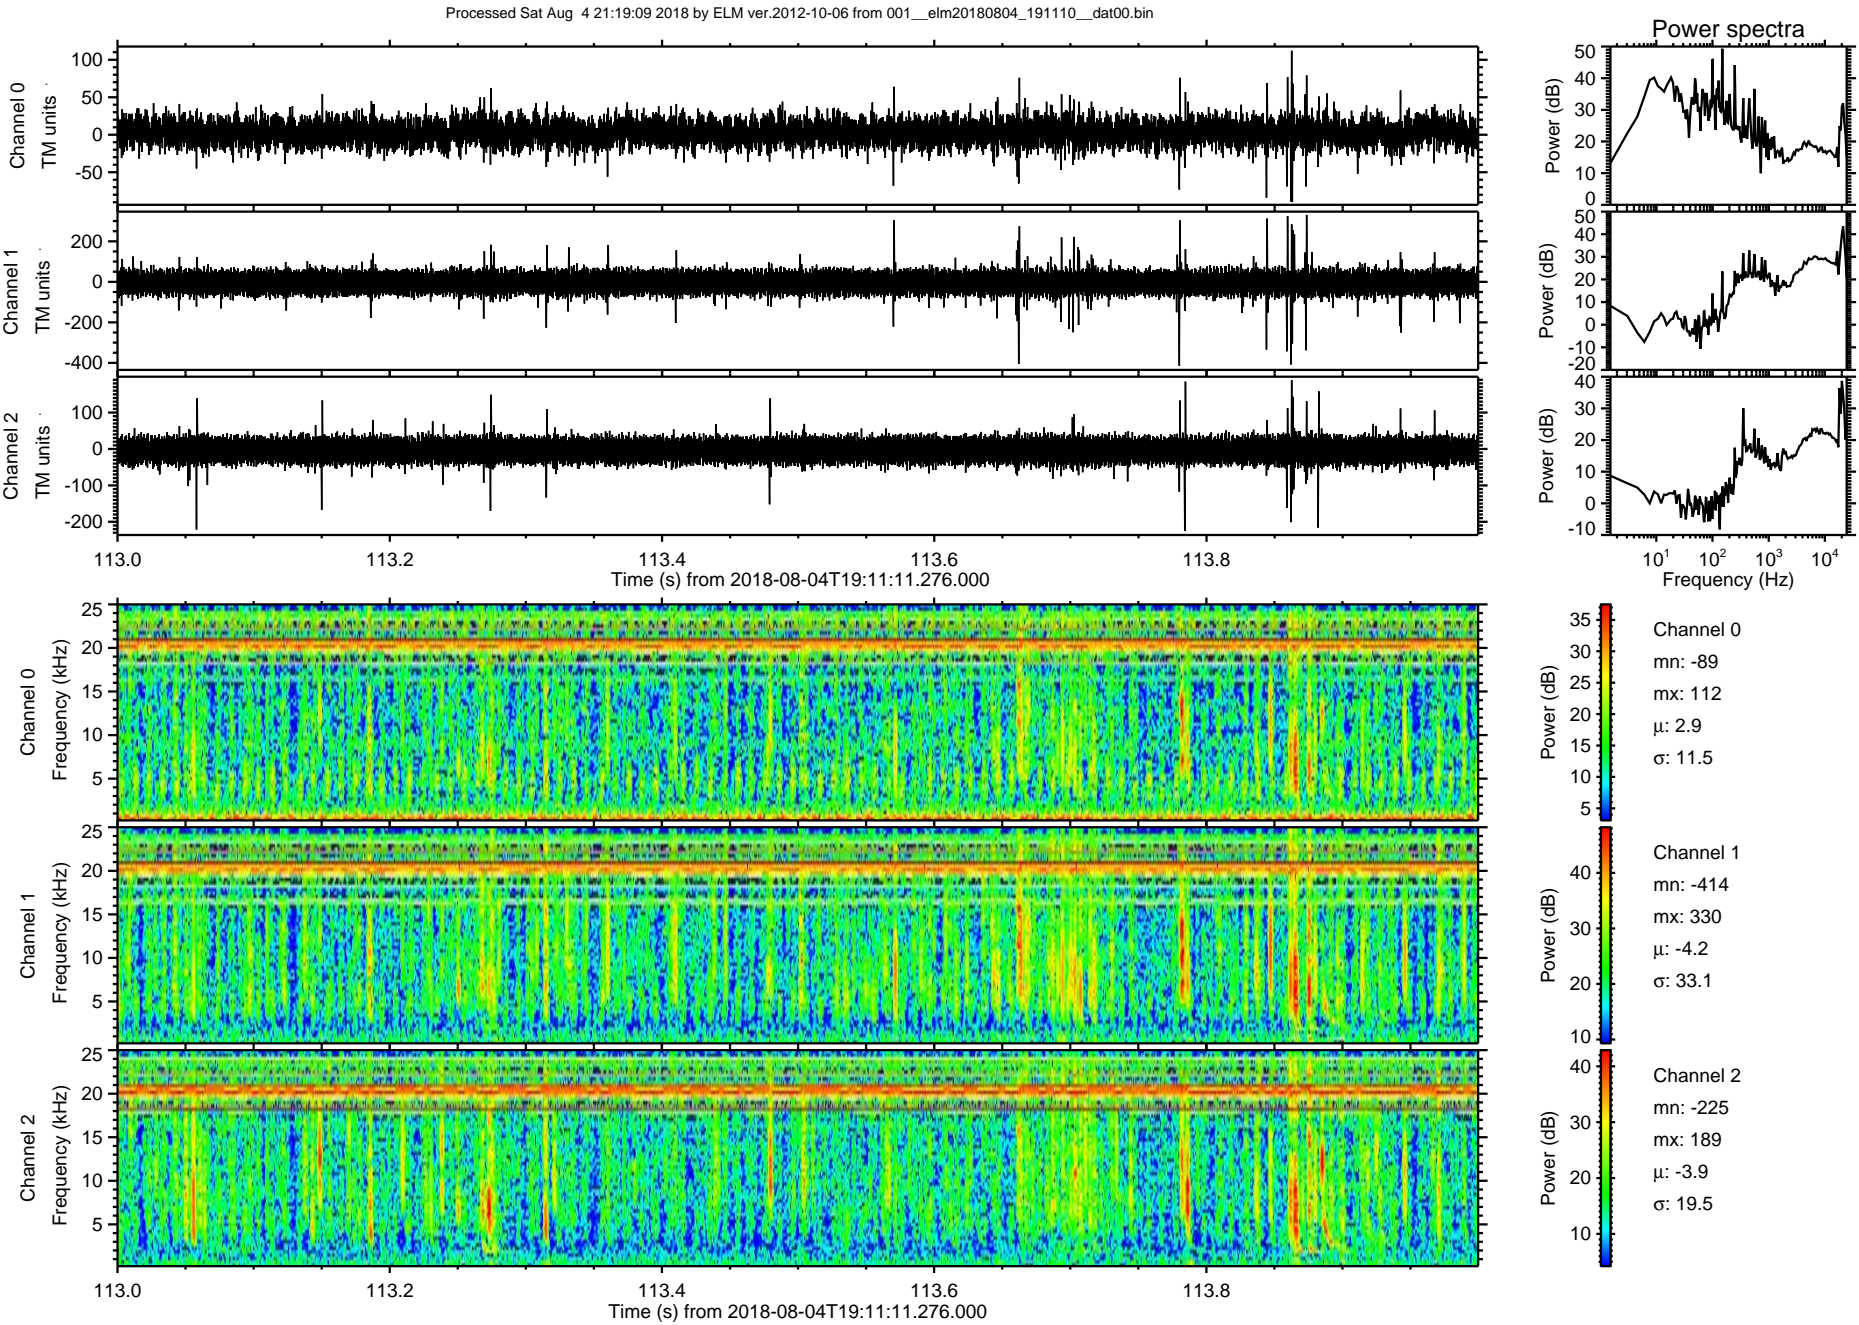 Processed Sat Aug  4 21:19:09 2018 by ELM ver.2012-10-06 from 001__elm20180804_191110__dat00.bin
Power spectra
Channel 0
TM units
100
50
0
-50
Power (dB)
50
40
30
20
10
0
Channel 1
TM units
200
0
-200
-400
Power (dB)
50
40
30
20
10
0
-10
-20
Channel 2
TM units
100
0
-100
-200
Power (dB)
40
30
20
10
0
-10
113.0 113.2 113.4 113.6 113.8
Time (s) from 2018-08-04T19:11:11.276.000
10^1 10^2 10^3 10^4
Frequency (Hz)
Channel 0
Frequency (kHz)
25
20
15
10
5
Power (dB)
35
30
25
20
15
10
5
Channel 0
mn: -89
mx: 112
μ: 2.9
σ: 11.5
Channel 1
Frequency (kHz)
25
20
15
10
5
Power (dB)
40
30
20
10
Channel 1
mn: -414
mx: 330
μ: -4.2
σ: 33.1
Channel 2
Frequency (kHz)
25
20
15
10
5
Power (dB)
40
30
20
10
Channel 2
mn: -225
mx: 189
μ: -3.9
σ: 19.5
113.0 113.2 113.4 113.6 113.8
Time (s) from 2018-08-04T19:11:11.276.000